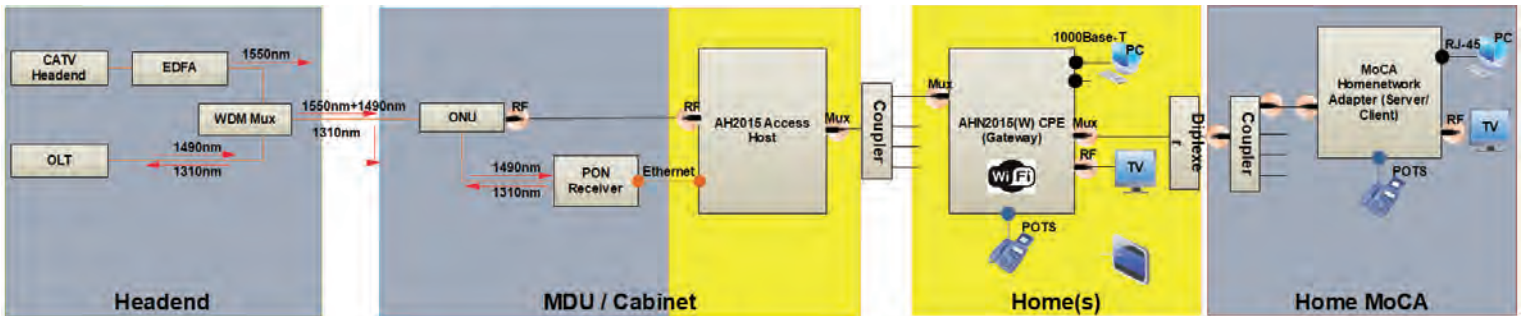 CATV
Headend
EDFA
1550nm
WDM Mux
1550nm+1490nm
1310nm
OLT
1490nm
1310nm
Headend
ONU
RF
1490nm
1310nm
PON
Receiver
Ethernet
RF
AH2015 Access
Host
Mux
MDU / Cabinet
Coupler
Mux
1000Base-T
PC
AHN2015(W) CPE
(Gateway)
Mux
RF
TV
WiFi
POTS
Home(s)
Diplexe
r
Coupler
MoCA
Homenetwork
Adapter (Server/
Client)
RJ-45
PC
RF
TV
POTS
Home MoCA